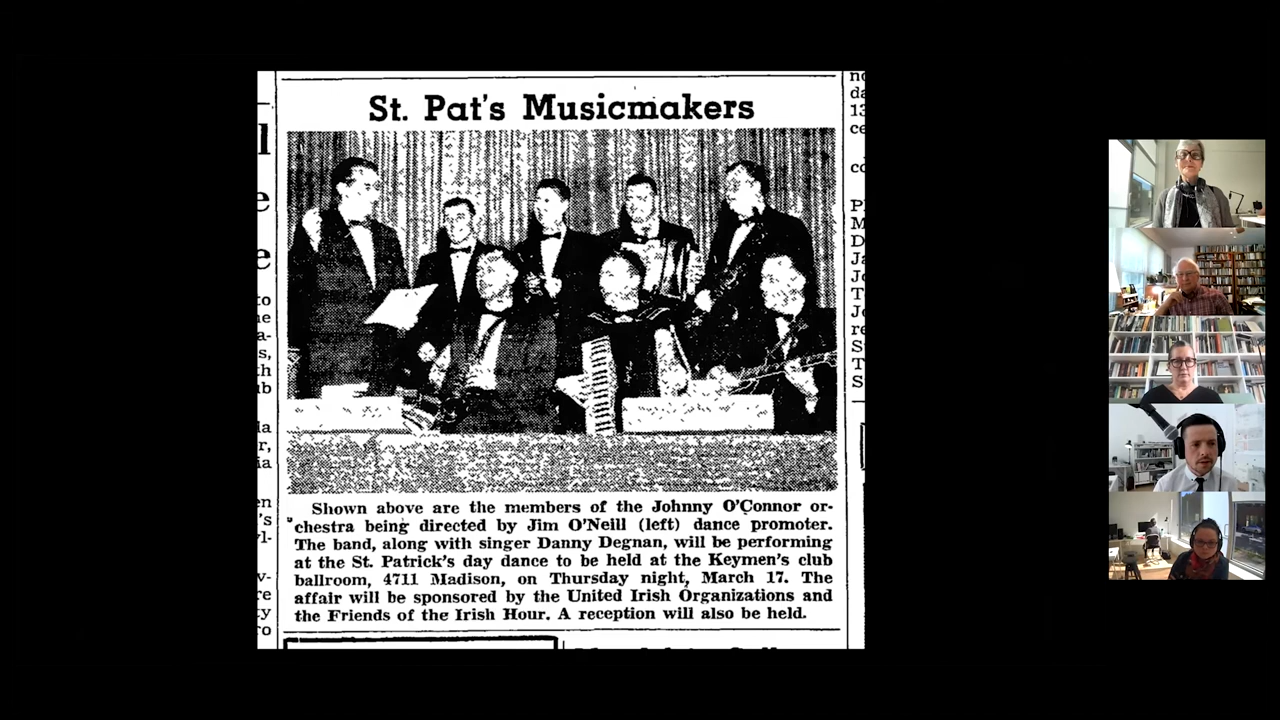 St. Pat's Musicmakers
Shown above are the members of the Johnny O'Connor or-
chestra being directed by Jim O'Neill (left) dance promoter.
The band, along with singer Danny Degnan, will be performing
at the St. Patrick's day dance to be held at the Keymen's club
ballroom, 4711 Madison, on Thursday night, March 17. The
affair will be sponsored by the United Irish Organizations and
the Friends of the Irish Hour. A reception will also be held.